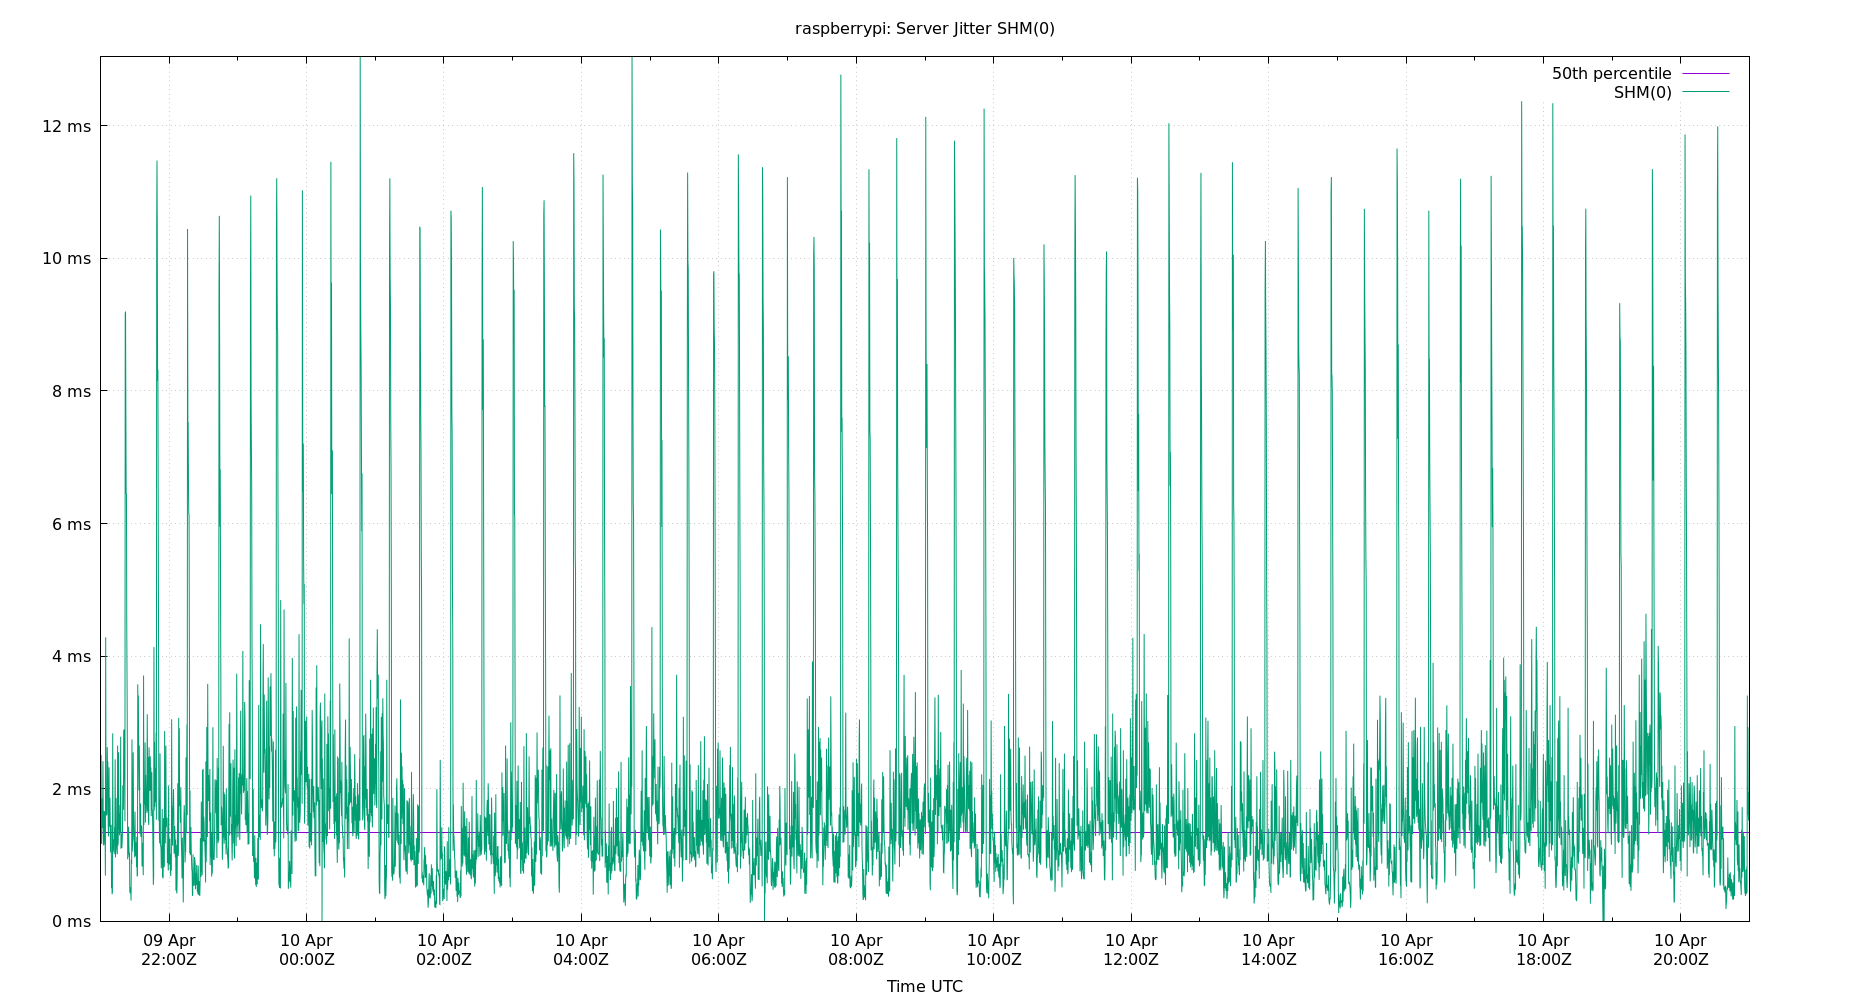 raspberrypi: Server Jitter SHM(0)
50th percentile
SHM(0)
12 ms
10 ms
8 ms
6 ms
4 ms
2 ms
0 ms
09 Apr 10 Apr 10 Apr 10 Apr 10 Apr 10 Apr 10 Apr 10 Apr 10 Apr 10 Apr 10 Apr 10 Apr
22:00Z 00:00Z 02:00Z 04:00Z 06:00Z 08:00Z 10:00Z 12:00Z 14:00Z 16:00Z 18:00Z 20:00Z
Time UTC